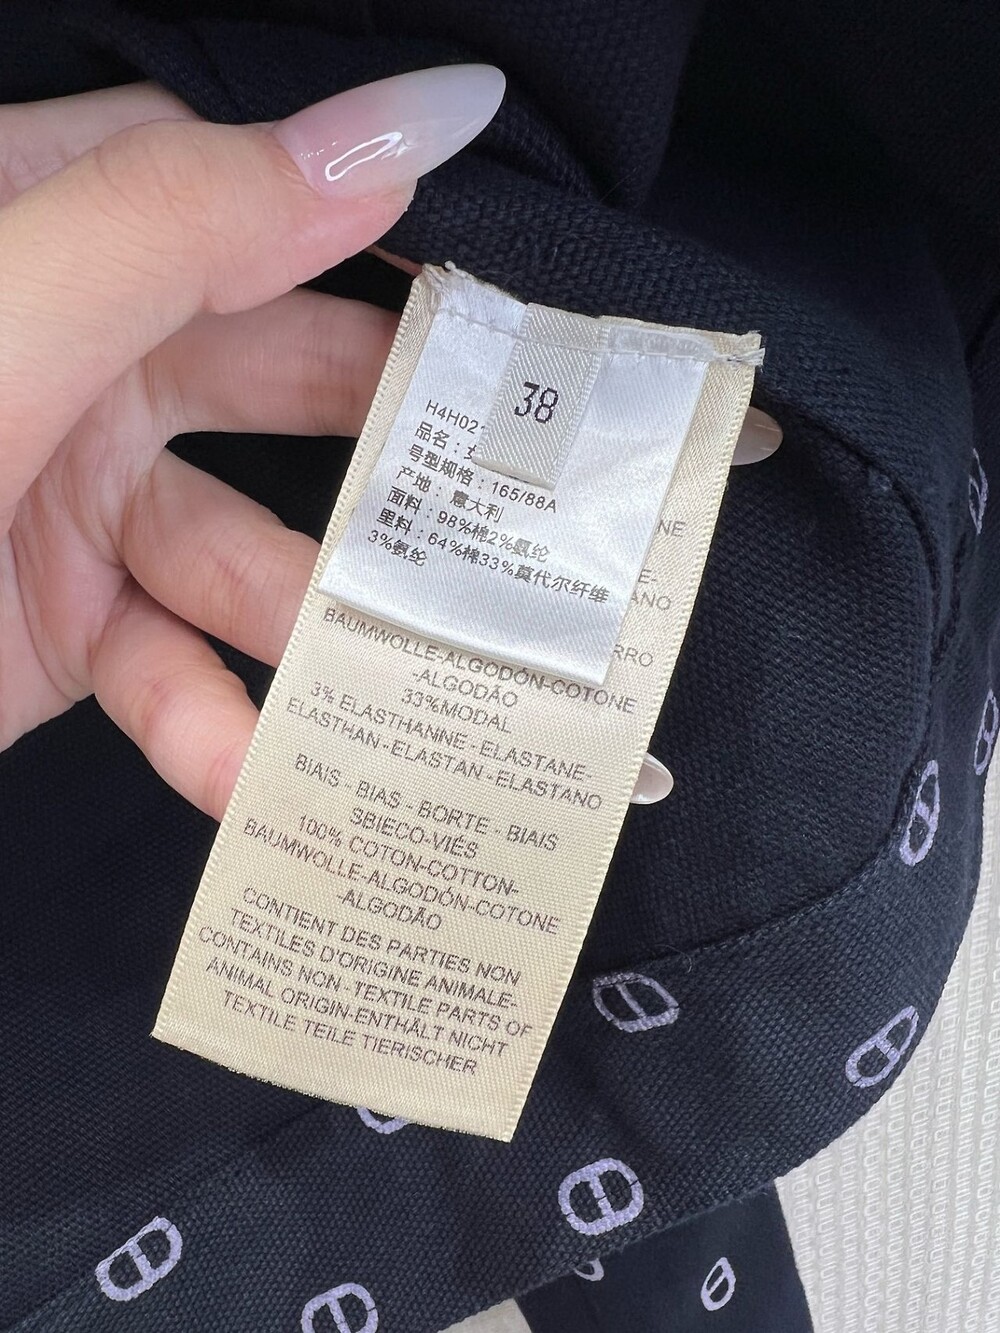 38
H4H02
品名：女
号型规格：165/88A
产地：意大利
面料：98%棉2%氨纶
里料：64%棉33%莫代尔纤维
3%氨纶
NE
E-
ANO
RRO
BAUMWOLLE-ALGODÓN-COTONE
-ALGODÃO
33%MODAL
3% ELASTHANNE-ELASTANE-
ELASTHAN-ELASTAN-ELASTANO
BIAIS - BIAS - BORTE - BIAIS
SBIECO-VIÉS
100% COTON-COTTON-
BAUMWOLLE-ALGODÓN-COTONE
-ALGODÃO
CONTIENT DES PARTIES NON
TEXTILES D'ORIGINE ANIMALE-
CONTAINS NON-TEXTILE PARTS OF
ANIMAL ORIGIN-ENTHÄLT NICHT
TEXTILE TEILE TIERISCHER